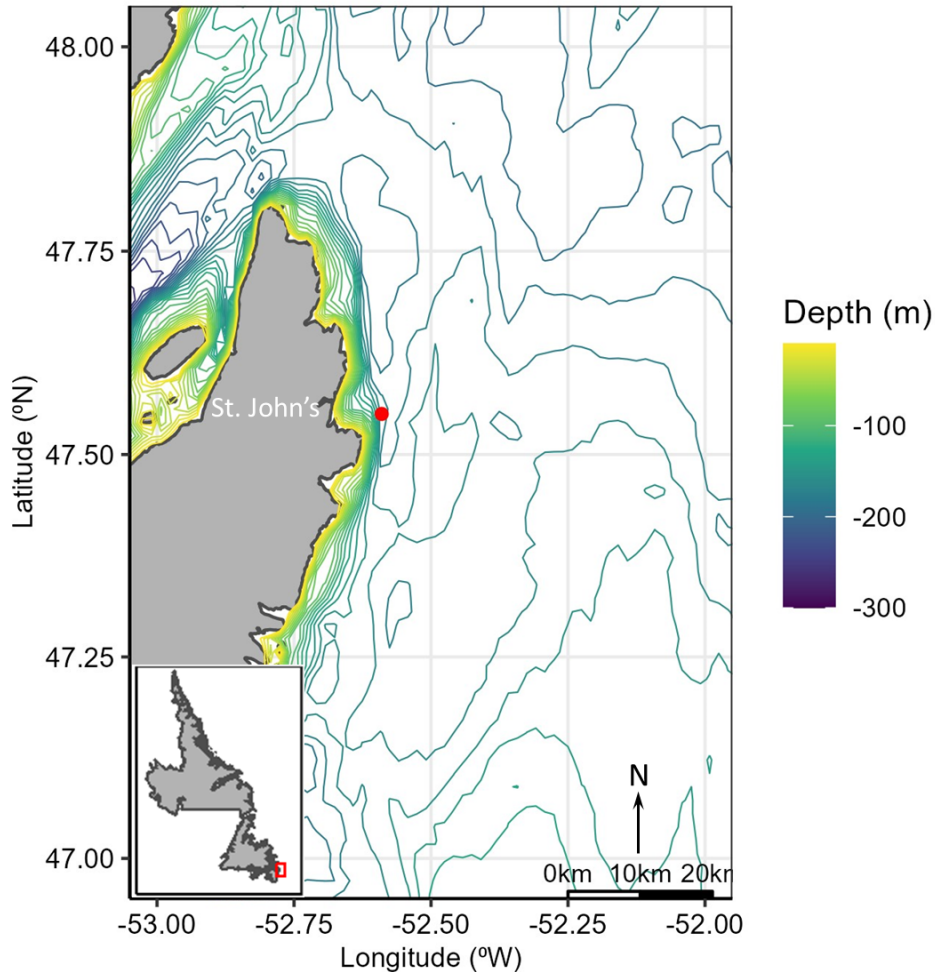 48.00
47.75
47.50
47.25
47.00
Latitude (ºN)
St. John's
N
0km 10km 20km
-53.00 -52.75 -52.50 -52.25 -52.00
Longitude (ºW)
Depth (m)
-100
-200
-300